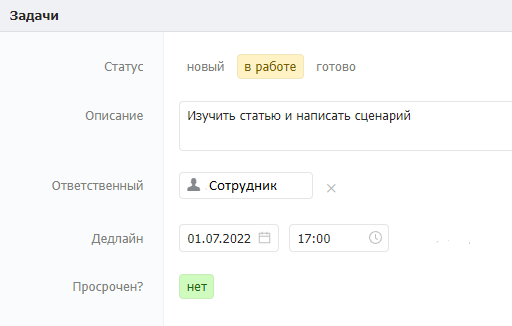 Задачи
Статус новый в работе готово
Описание Изучить статью и написать сценарий
Ответственный Сотрудник
Дедлайн 01.07.2022 17:00
Просрочен? нет